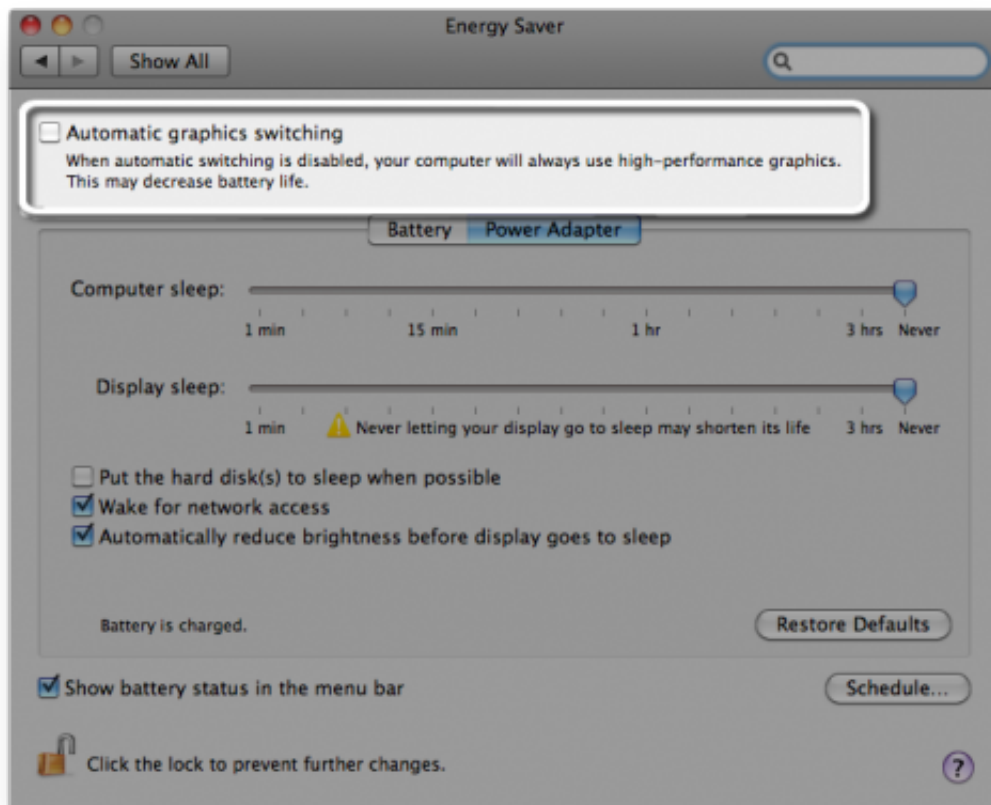 Energy Saver
Show All
Automatic graphics switching
When automatic switching is disabled, your computer will always use high-performance graphics.
This may decrease battery life.
Battery Power Adapter
Computer sleep:
1 min 15 min 1 hr 3 hrs Never
Display sleep:
1 min Never letting your display go to sleep may shorten its life 3 hrs Never
Put the hard disk(s) to sleep when possible
Wake for network access
Automatically reduce brightness before display goes to sleep
Battery is charged. Restore Defaults
Show battery status in the menu bar Schedule...
Click the lock to prevent further changes. ?